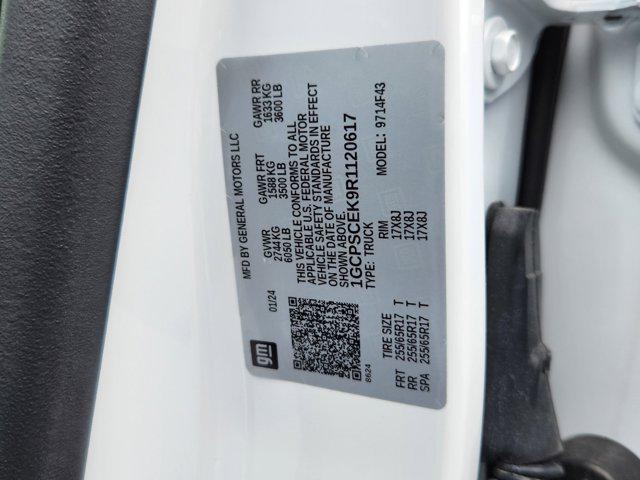 gm
01/24
MFD BY GENERAL MOTORS LLC
GVWR
2744 KG
6050 LB
GAWR FRT
1588 KG
3500 LB
GAWR RR
1633 KG
3600 LB
THIS VEHICLE CONFORMS TO ALL
APPLICABLE U.S. FEDERAL MOTOR
VEHICLE SAFETY STANDARDS IN EFFECT
ON THE DATE OF MANUFACTURE
SHOWN ABOVE.
1GCPSCEK9R1120617
TYPE: TRUCK
MODEL: 9714F43
8624
TIRE SIZE RIM
FRT 255/65R17 T 17X8J
RR 255/65R17 T 17X8J
SPA 255/65R17 T 17X8J